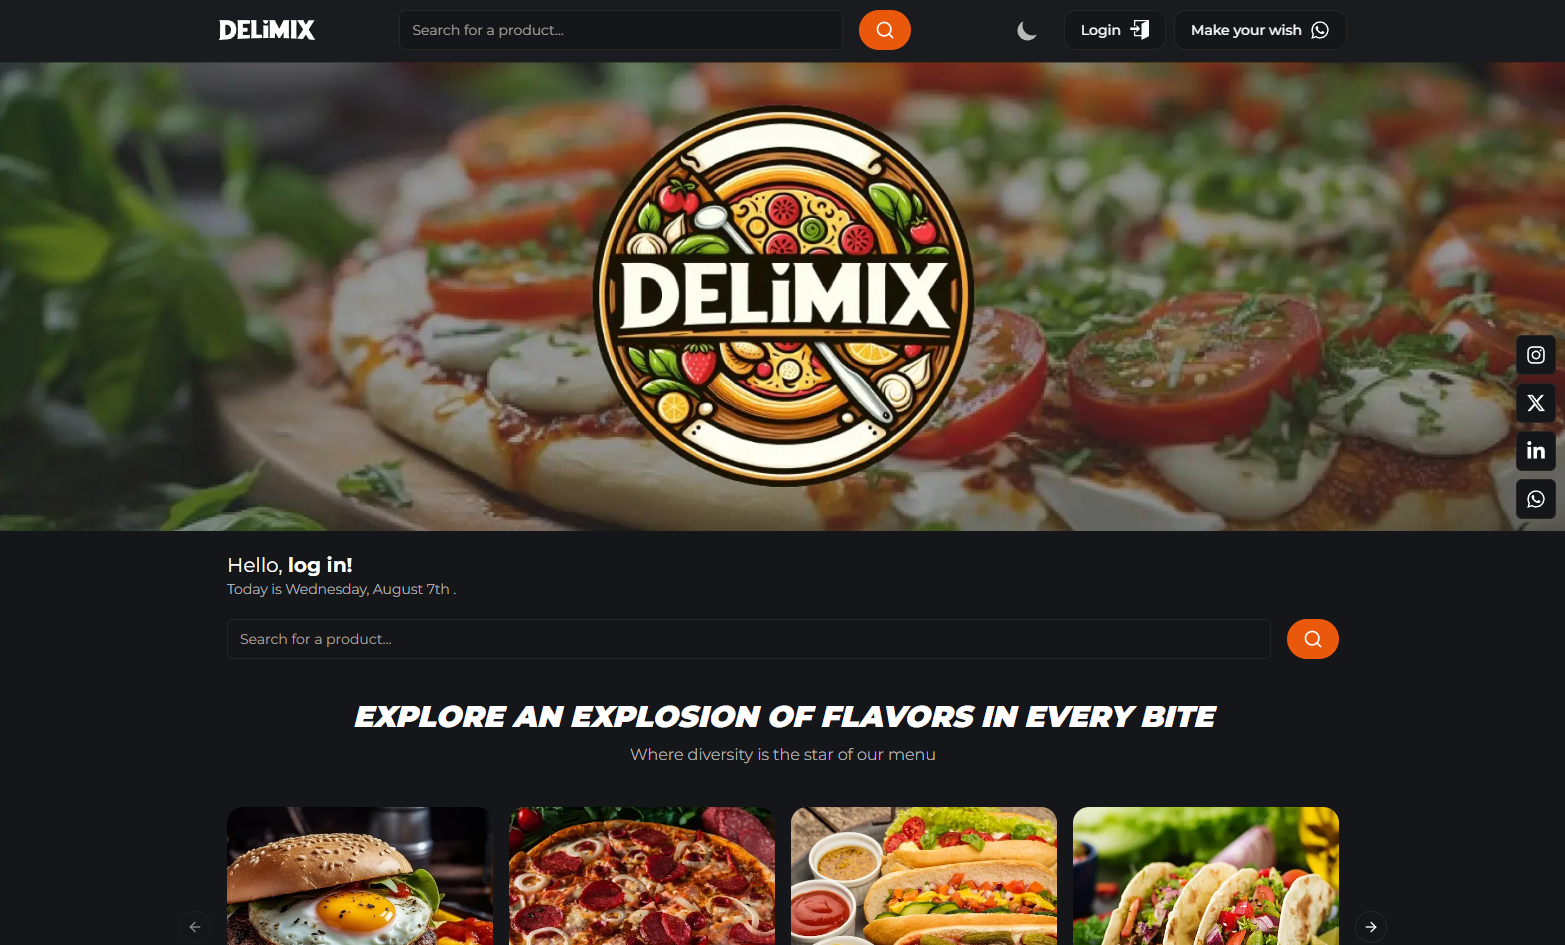 DELiMIX
Search for a product...
Login
Make your wish
DELiMIX
Hello, log in!
Today is Wednesday, August 7th .
Search for a product...
EXPLORE AN EXPLOSION OF FLAVORS IN EVERY BITE
Where diversity is the star of our menu